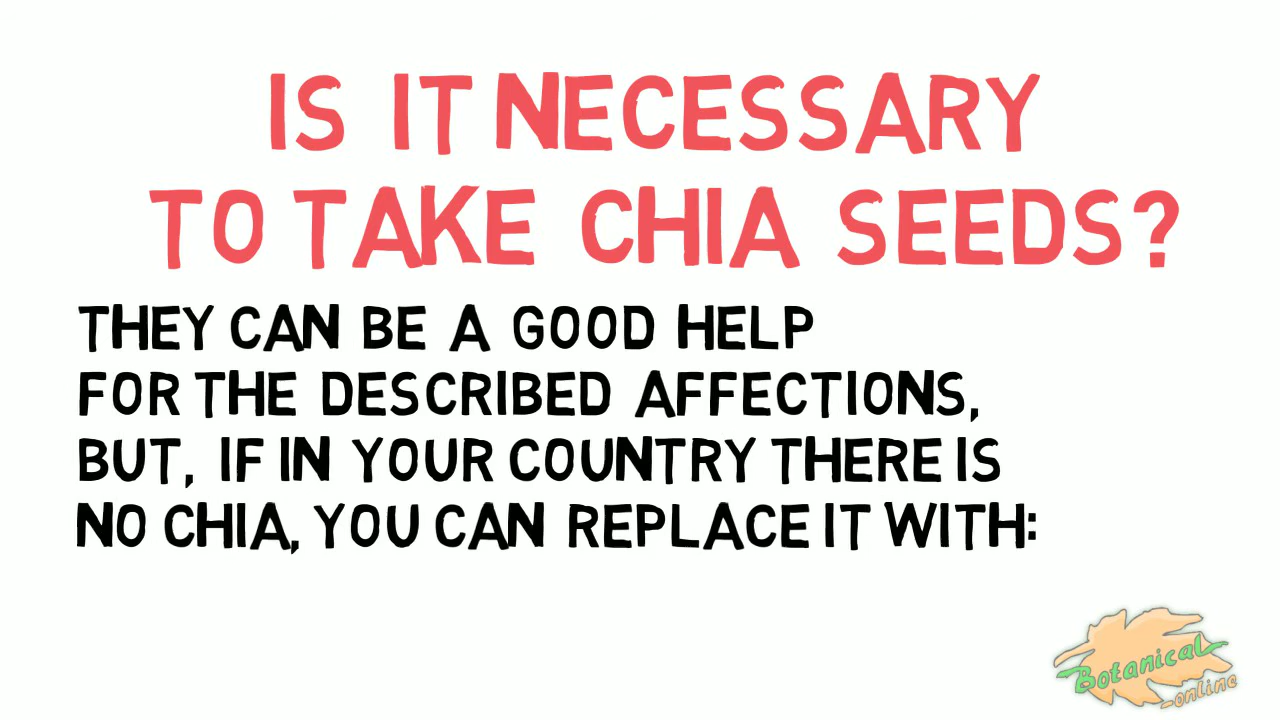 IS IT NECESSARY
TO TAKE CHIA SEEDS?
THEY CAN BE A GOOD HELP
FOR THE DESCRIBED AFFECTIONS,
BUT, IF IN YOUR COUNTRY THERE IS
NO CHIA, YOU CAN REPLACE IT WITH:
Botanical
-online